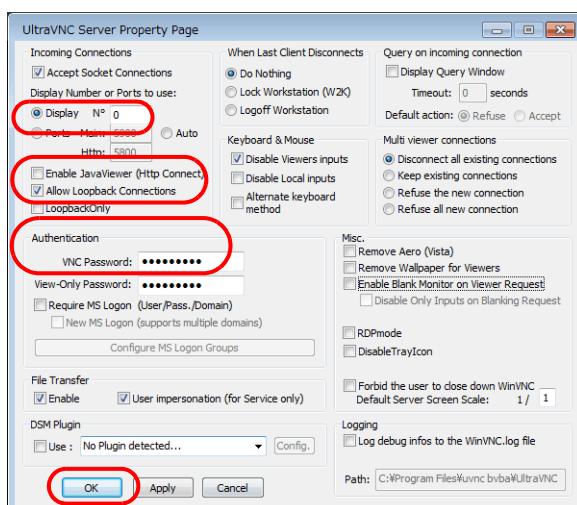 UltraVNC Server Property Page
Incoming Connections
Accept Socket Connections
Display Number or Ports to use:
Display N° 0
Ports Main: 5900 Auto
Http: 5800
Enable JavaViewer (Http Connect)
Allow Loopback Connections
LoopbackOnly
When Last Client Disconnects
Do Nothing
Lock Workstation (W2K)
Logoff Workstation
Query on incoming connection
Display Query Window
Timeout: 0 seconds
Default action: Refuse Accept
Keyboard & Mouse
Disable Viewers inputs
Disable Local inputs
Alternate keyboard
method
Multi viewer connections
Disconnect all existing connections
Keep existing connections
Refuse the new connection
Refuse all new connection
Authentication
VNC Password: •••••••••
View-Only Password: •••••••••
Require MS Logon (User/Pass./Domain)
New MS Logon (supports multiple domains)
Configure MS Logon Groups
Misc.
Remove Aero (Vista)
Remove Wallpaper for Viewers
Enable Blank Monitor on Viewer Request
Disable Only Inputs on Blanking Request
RDPmode
DisableTrayIcon
Forbid the user to close down WinVNC
Default Server Screen Scale: 1 / 1
File Transfer
Enable User impersonation (for Service only)
DSM Plugin
Use : No Plugin detected... Config.
Logging
Log debug infos to the WinVNC.log file
Path: C:¥Program Files¥uvnc bvba¥UltraVNC
OK Apply Cancel